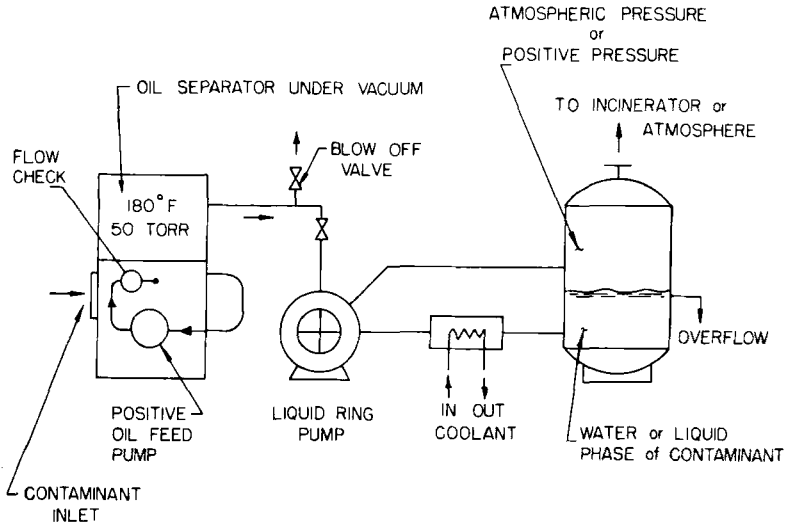 ATMOSPHERIC PRESSURE
or
POSITIVE PRESSURE
OIL SEPARATOR UNDER VACUUM
TO INCINERATOR or
ATMOSPHERE
BLOW OFF
VALVE
FLOW
CHECK
180°F
50 TORR
OVERFLOW
POSITIVE
OIL FEED
PUMP
LIQUID RING
PUMP
IN OUT
COOLANT
WATER or LIQUID
PHASE of CONTAMINANT
CONTAMINANT
INLET